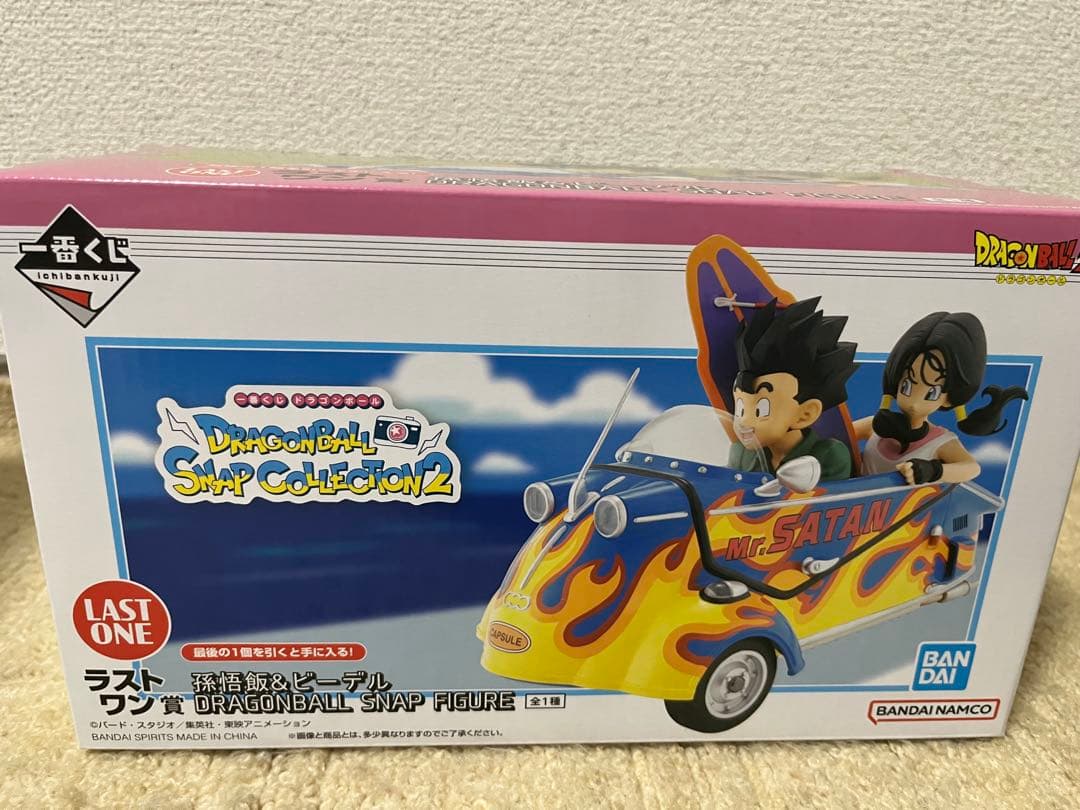 一番くじ
ichibankuji
DRAGONBALL Z
一番くじ ドラゴンボール
DRAGONBALL
SNAP COLLECTION2
Mr. SATAN
CAPSULE
LAST
ONE
最後の1個を引くと手に入る!
ラスト
ワン賞
孫悟飯&ビーデル
DRAGONBALL SNAP FIGURE 全1種
©バード・スタジオ/集英社・東映アニメーション
BANDAI SPIRITS MADE IN CHINA
※画像と商品とは、多少異なりますのでご了承ください。
BAN
DAI
BANDAI NAMCO